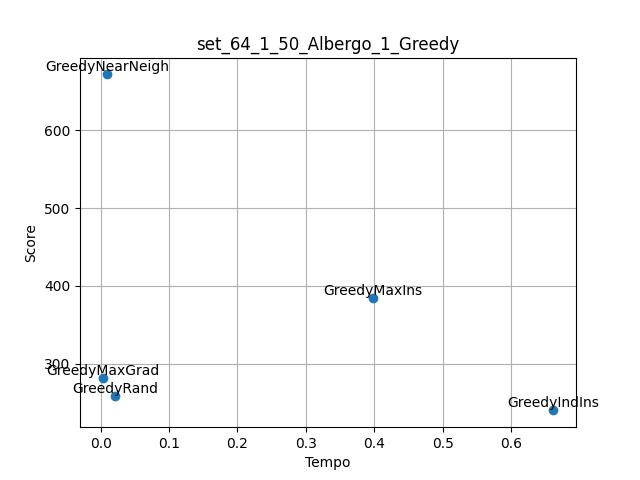 set_64_1_50_Albergo_1_Greedy
GreedyNearNeigh
600
500
Score
400
GreedyMaxIns
300
GreedyMaxGrad
GreedyRand
GreedyIndIns
0.0 0.1 0.2 0.3 0.4 0.5 0.6
Tempo